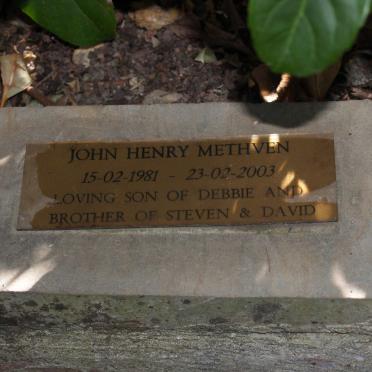 JOHN HENRY METHVEN
15-02-1981 - 23-02-2003
LOVING SON OF DEBBIE AND
BROTHER OF STEVEN & DAVID